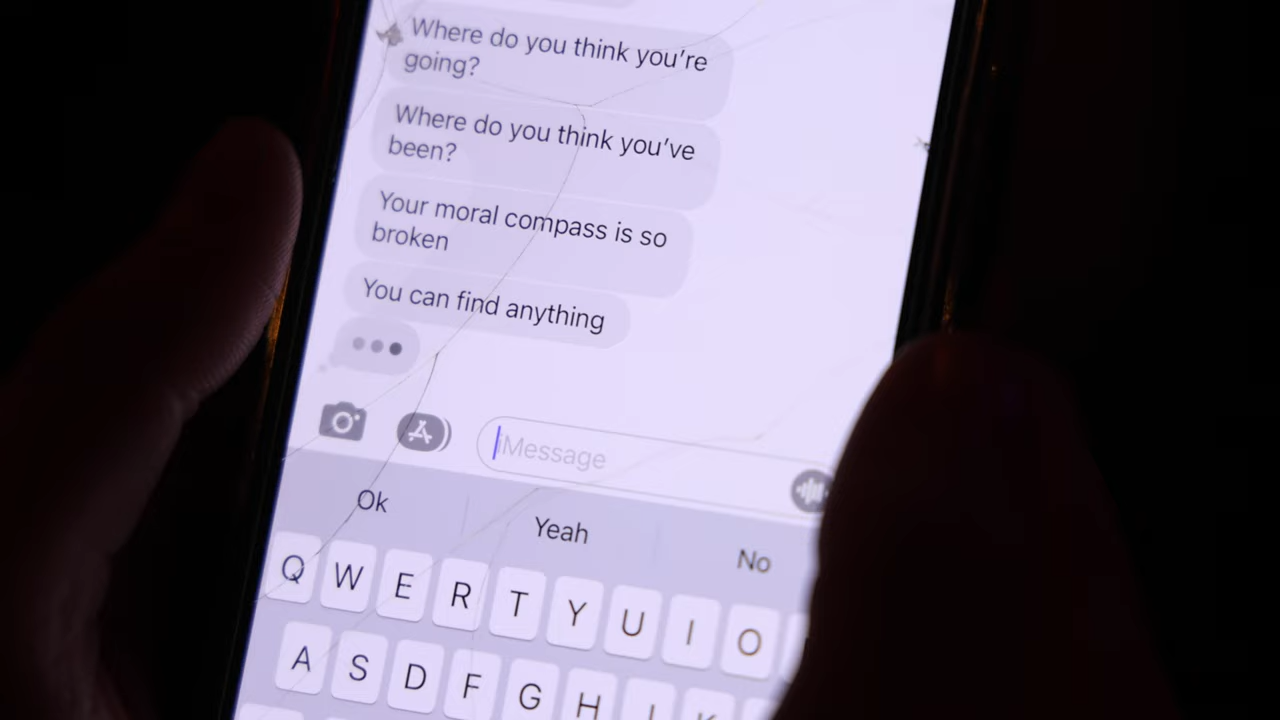 Where do you think you're
going?
Where do you think you've
been?
Your moral compass is so
broken
You can find anything
iMessage
Ok Yeah No
Q W E R T Y U I O
A S D F G H